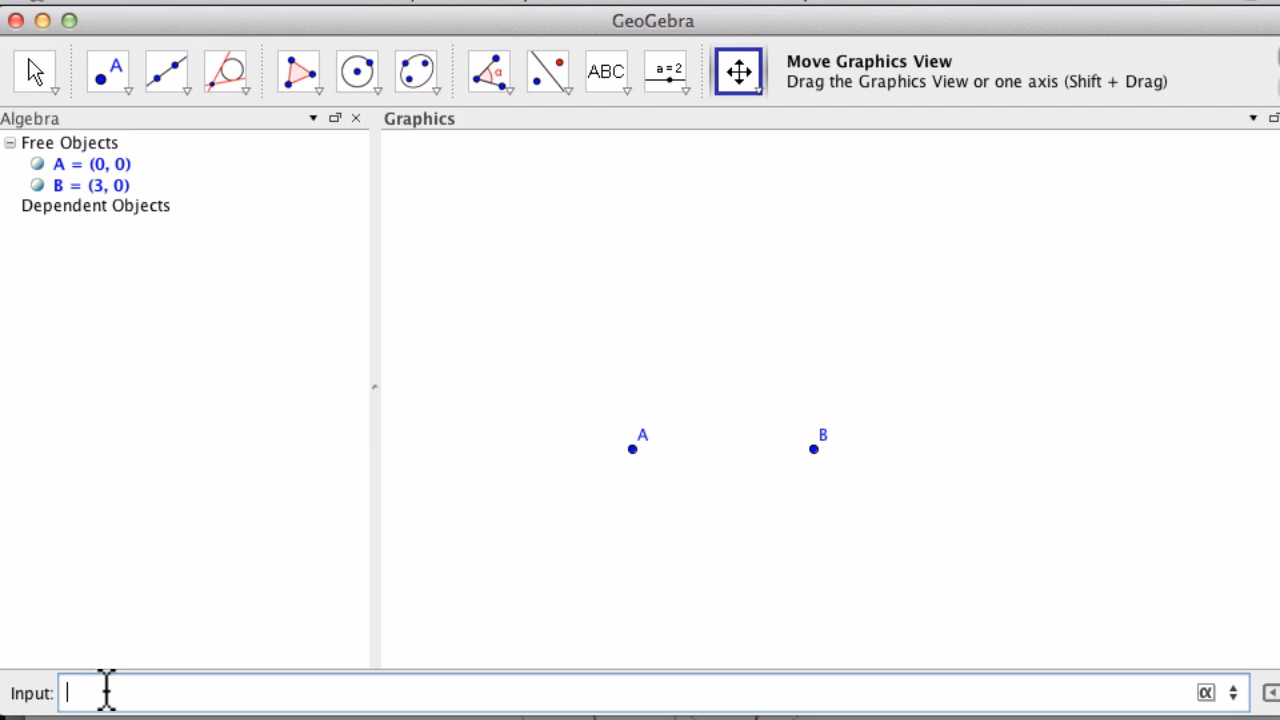 GeoGebra
A
α
ABC
a=2
Move Graphics View
Drag the Graphics View or one axis (Shift + Drag)
Algebra
Graphics
Free Objects
A = (0, 0)
B = (3, 0)
Dependent Objects
A
B
Input:
α